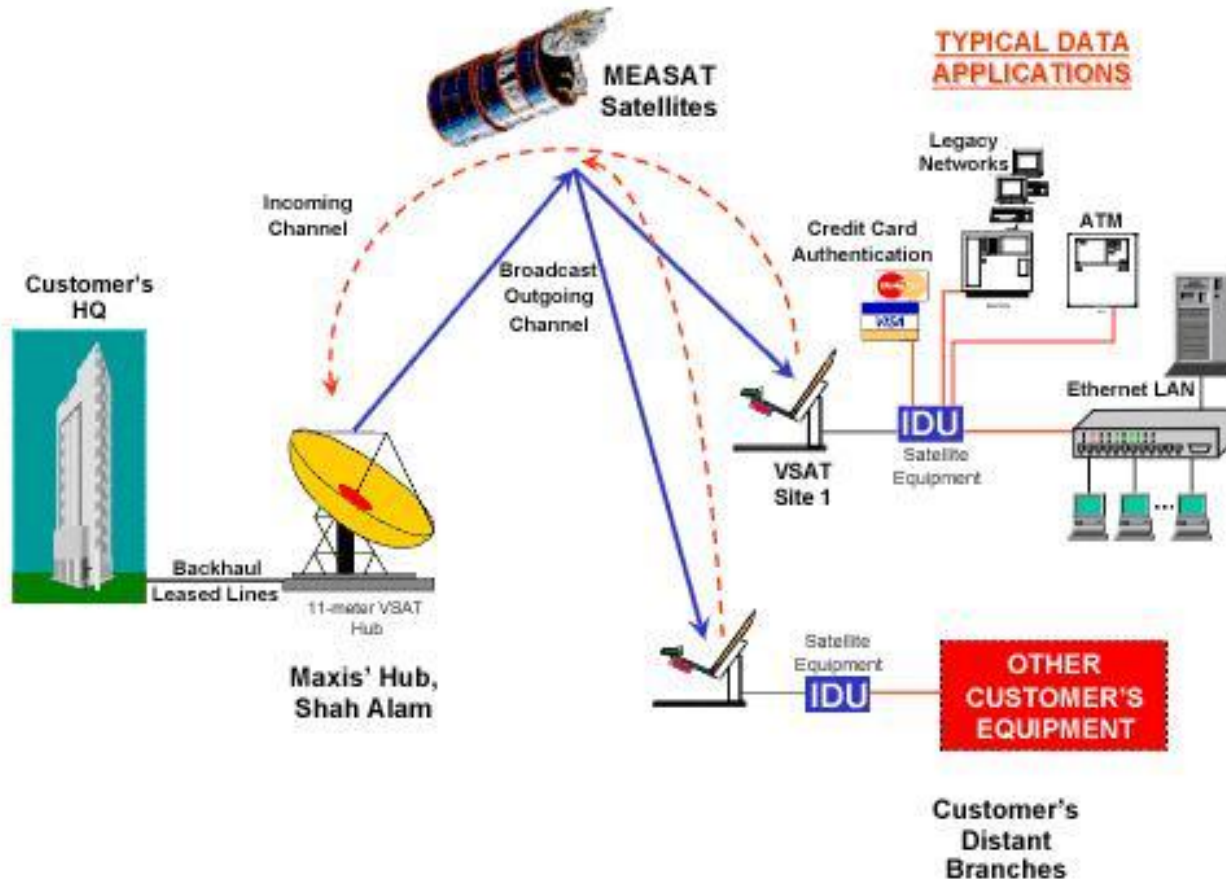 MEASAT
Satellites
TYPICAL DATA
APPLICATIONS
Legacy
Networks
ATM
Credit Card
Authentication
VISA
Incoming
Channel
Broadcast
Outgoing
Channel
Customer's
HQ
Ethernet LAN
IDU
Satellite
Equipment
VSAT
Site 1
Backhaul
Leased Lines
11-meter VSAT
Hub
Maxis' Hub,
Shah Alam
Satellite
Equipment
IDU
OTHER
CUSTOMER'S
EQUIPMENT
Customer's
Distant
Branches